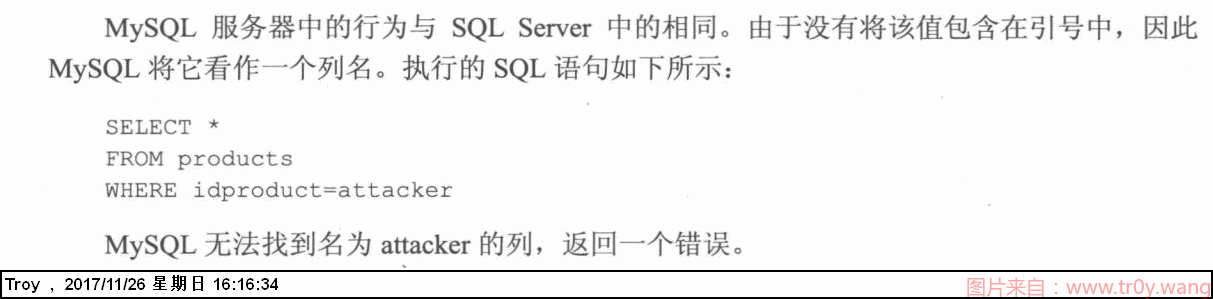 MySQL 服务器中的行为与 SQL Server 中的相同。由于没有将该值包含在引号中，因此
MySQL 将它看作一个列名。执行的 SQL 语句如下所示：
SELECT *
FROM products
WHERE idproduct=attacker
MySQL 无法找到名为 attacker 的列，返回一个错误。
Troy , 2017/11/26 星期日 16:16:34
图片来自：www.tr0y.wang